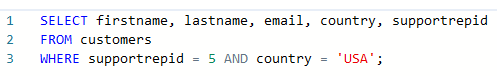 1 SELECT firstname, lastname, email, country, supportrepid
2 FROM customers
3 WHERE supportrepid = 5 AND country = 'USA';